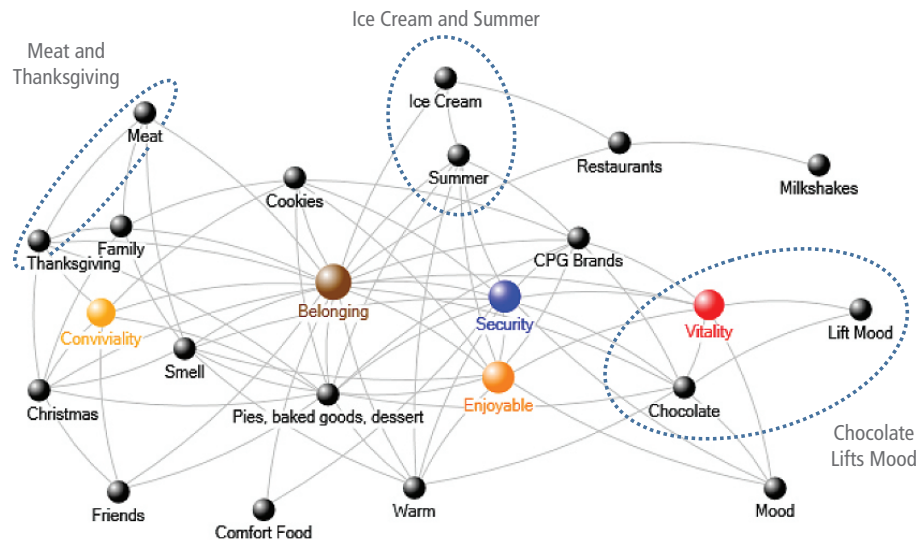 Ice Cream and Summer
Meat and
Thanksgiving
Ice Cream
Meat
Restaurants
Summer
Milkshakes
Cookies
Family
Thanksgiving
CPG Brands
Belonging
Security
Vitality
Lift Mood
Conviviality
Smell
Christmas
Pies, baked goods, dessert
Enjoyable
Chocolate
Chocolate
Lifts Mood
Friends
Comfort Food
Warm
Mood